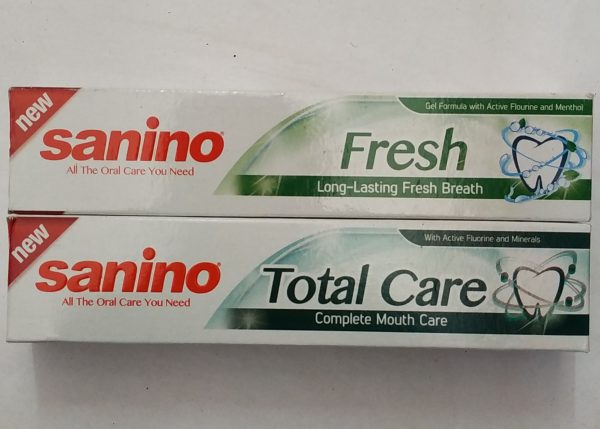 new
sanino
All The Oral Care You Need
Gel Formula with Active Flourine and Menthol
Fresh
Long-Lasting Fresh Breath
new
sanino
All The Oral Care You Need
With Active Fluorine and Minerals
Total Care
Complete Mouth Care